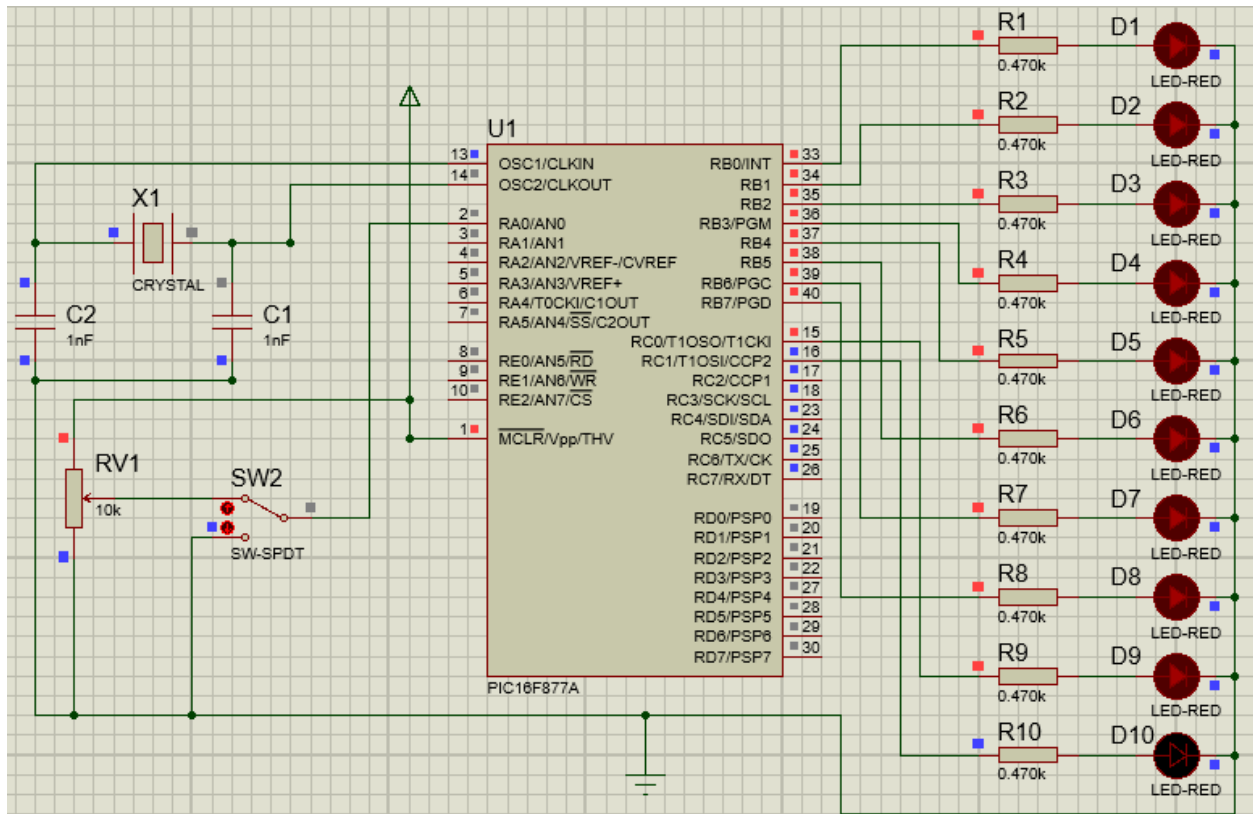 R1
D1
0.470k
LED-RED
R2
D2
0.470k
LED-RED
R3
D3
0.470k
LED-RED
R4
D4
0.470k
LED-RED
R5
D5
0.470k
LED-RED
R6
D6
0.470k
LED-RED
R7
D7
0.470k
LED-RED
R8
D8
0.470k
LED-RED
R9
D9
0.470k
LED-RED
R10
D10
0.470k
LED-RED
U1
13 OSC1/CLKIN
14 OSC2/CLKOUT
2 RA0/AN0
3 RA1/AN1
4 RA2/AN2/VREF-/CVREF
5 RA3/AN3/VREF+
6 RA4/T0CKI/C1OUT
7 RA5/AN4/SS/C2OUT
8 RE0/AN5/RD
9 RE1/AN6/WR
10 RE2/AN7/CS
1 MCLR/Vpp/THV
RB0/INT 33
RB1 34
RB2 35
RB3/PGM 36
RB4 37
RB5 38
RB6/PGC 39
RB7/PGD 40
RC0/T1OSO/T1CKI 15
RC1/T1OSI/CCP2 16
RC2/CCP1 17
RC3/SCK/SCL 18
RC4/SDI/SDA 23
RC5/SDO 24
RC6/TX/CK 25
RC7/RX/DT 26
RD0/PSP0 19
RD1/PSP1 20
RD2/PSP2 21
RD3/PSP3 22
RD4/PSP4 27
RD5/PSP5 28
RD6/PSP6 29
RD7/PSP7 30
PIC16F877A
X1
CRYSTAL
C2
1nF
C1
1nF
RV1
10k
SW2
SW-SPDT